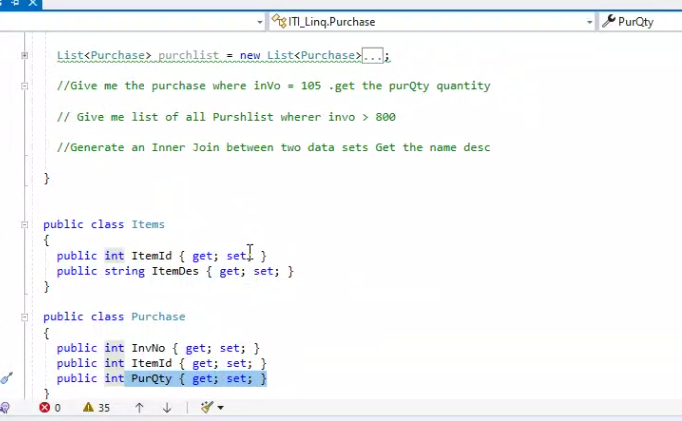 ITI_Linq.Purchase
PurQty
List<Purchase> purchlist = new List<Purchase>...;
//Give me the purchase where inVo = 105 .get the purQty quantity
// Give me list of all Purshlist wherer invo > 800
//Generate an Inner Join between two data sets Get the name desc
}
public class Items
{
public int ItemId { get; set; }
public string ItemDes { get; set; }
}
public class Purchase
{
public int InvNo { get; set; }
public int ItemId { get; set; }
public int PurQty { get; set; }
}
0
35